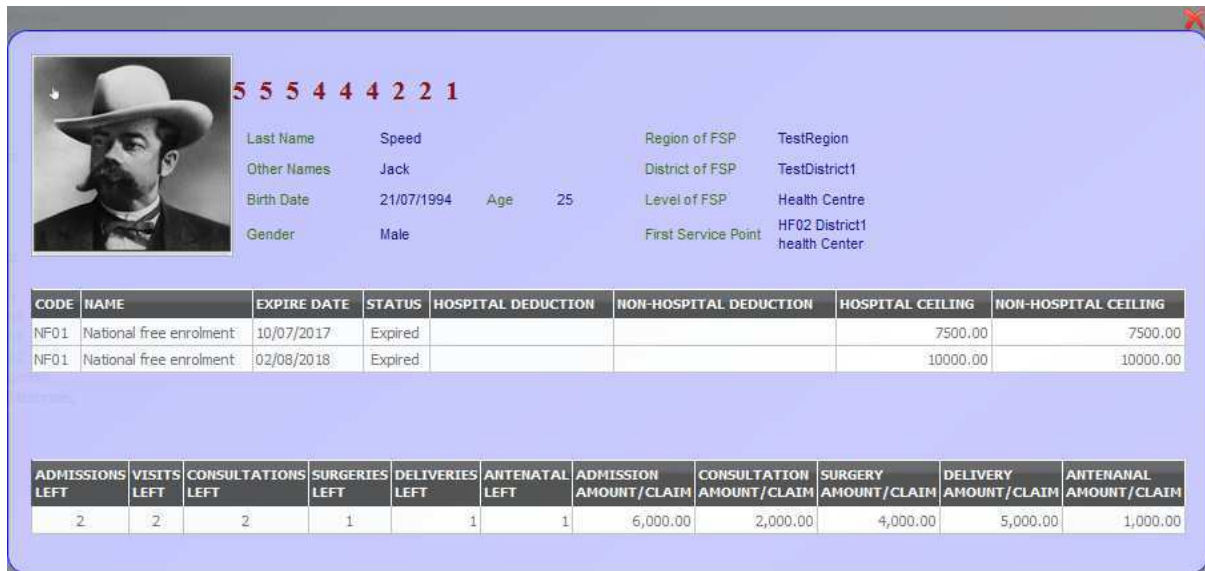 5 5 5 4 4 4 2 2 1
Last Name Speed Region of FSP TestRegion
Other Names Jack District of FSP TestDistrict1
Birth Date 21/07/1994 Age 25 Level of FSP Health Centre
Gender Male First Service Point HF02 District1
health Center
CODE NAME EXPIRE DATE STATUS HOSPITAL DEDUCTION NON-HOSPITAL DEDUCTION HOSPITAL CEILING NON-HOSPITAL CEILING
NF01 National free enrolment 10/07/2017 Expired 7500.00 7500.00
NF01 National free enrolment 02/08/2018 Expired 10000.00 10000.00
ADMISSIONS VISITS CONSULTATIONS SURGERIES DELIVERIES ANTENATAL ADMISSION CONSULTATION SURGERY DELIVERY ANTENANAL
LEFT LEFT LEFT LEFT LEFT LEFT AMOUNT/CLAIM AMOUNT/CLAIM AMOUNT/CLAIM AMOUNT/CLAIM AMOUNT/CLAIM
2 2 2 1 1 1 6,000.00 2,000.00 4,000.00 5,000.00 1,000.00